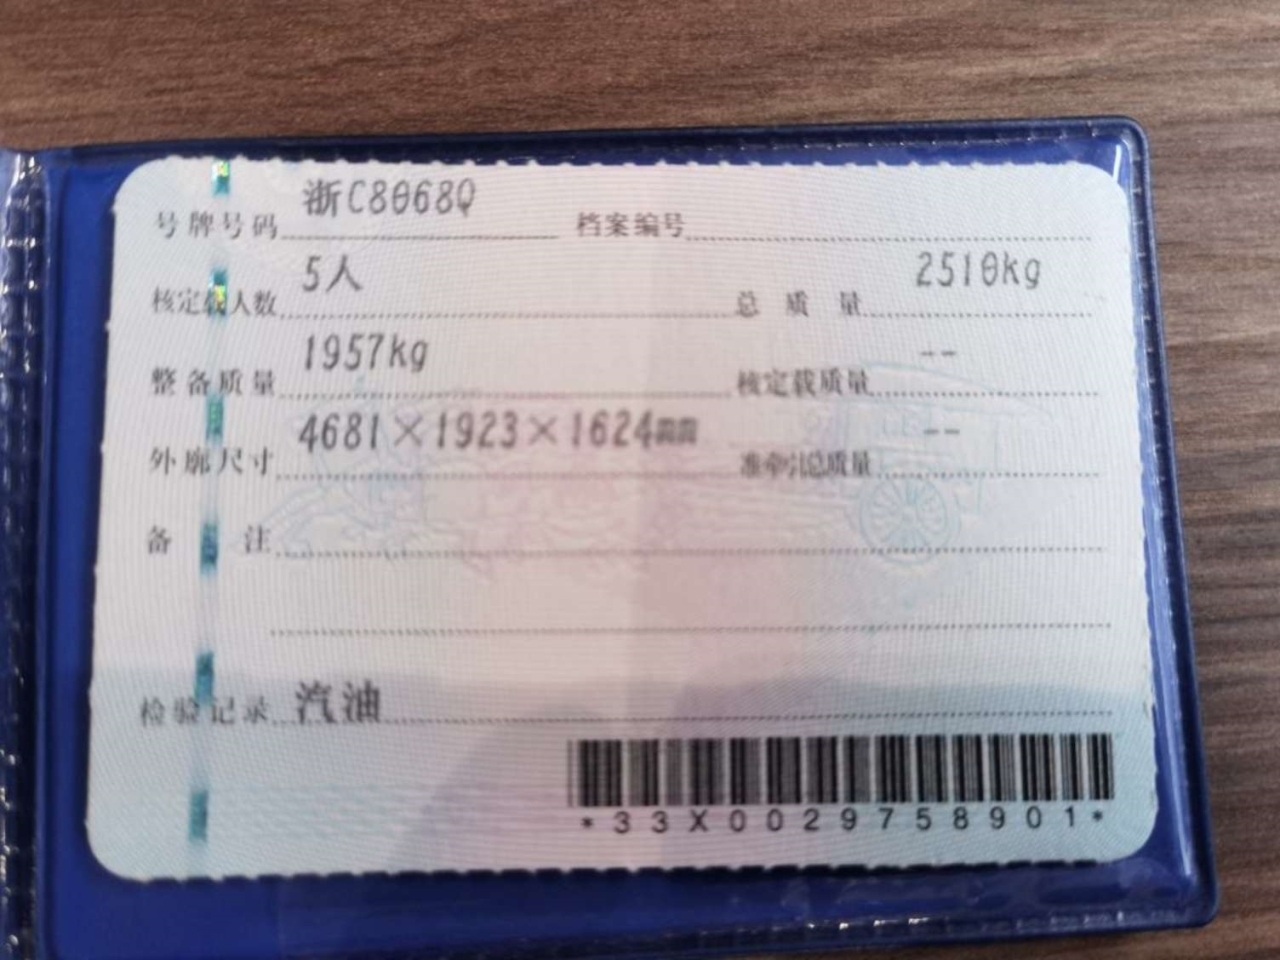 号牌号码 浙C8068Q 档案编号
核定载人数 5人 总质量 2510kg
整备质量 1957kg 核定载质量 --
外廓尺寸 4681×1923×1624mm 准牵引总质量 --
备注
检验记录 汽油
*33X0029758901*